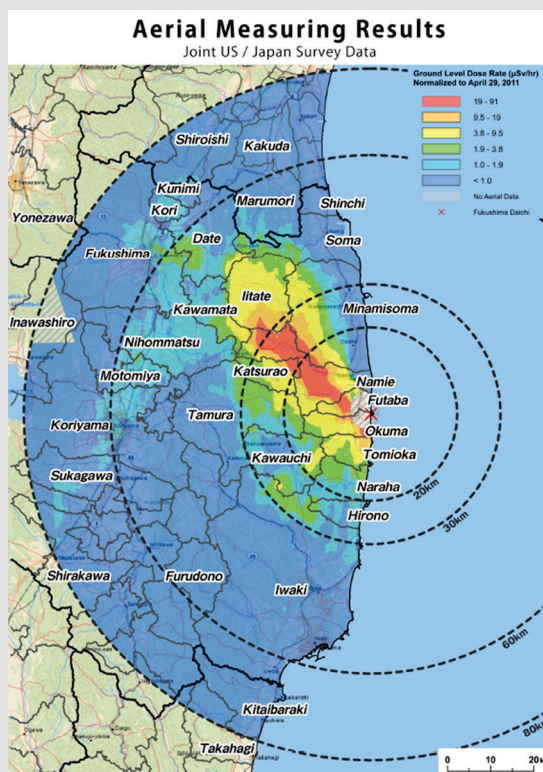 Aerial Measuring Results
Joint US / Japan Survey Data
Ground Level Dose Rate (µSv/hr)
Normalized to April 29, 2011
19 - 91
9.5 - 19
3.8 - 9.5
1.9 - 3.8
1.0 - 1.9
< 1.0
No Aerial Data
Fukushima Daichi
Shiroishi
Kakuda
Kunimi
Marumori
Yonezawa
Kori
Shinchi
Date
Soma
Fukushima
Iitate
Inawashiro
Kawamata
Minamisoma
Nihommatsu
Katsurao
Motomiya
Namie
Futaba
Tamura
Koriyama
Okuma
Kawauchi
Tomioka
Sukagawa
Naraha
20km
Hirono
30km
Shirakawa
Furudono
Iwaki
60km
Kitaibaraki
80km
Takahagi
0 10 20k